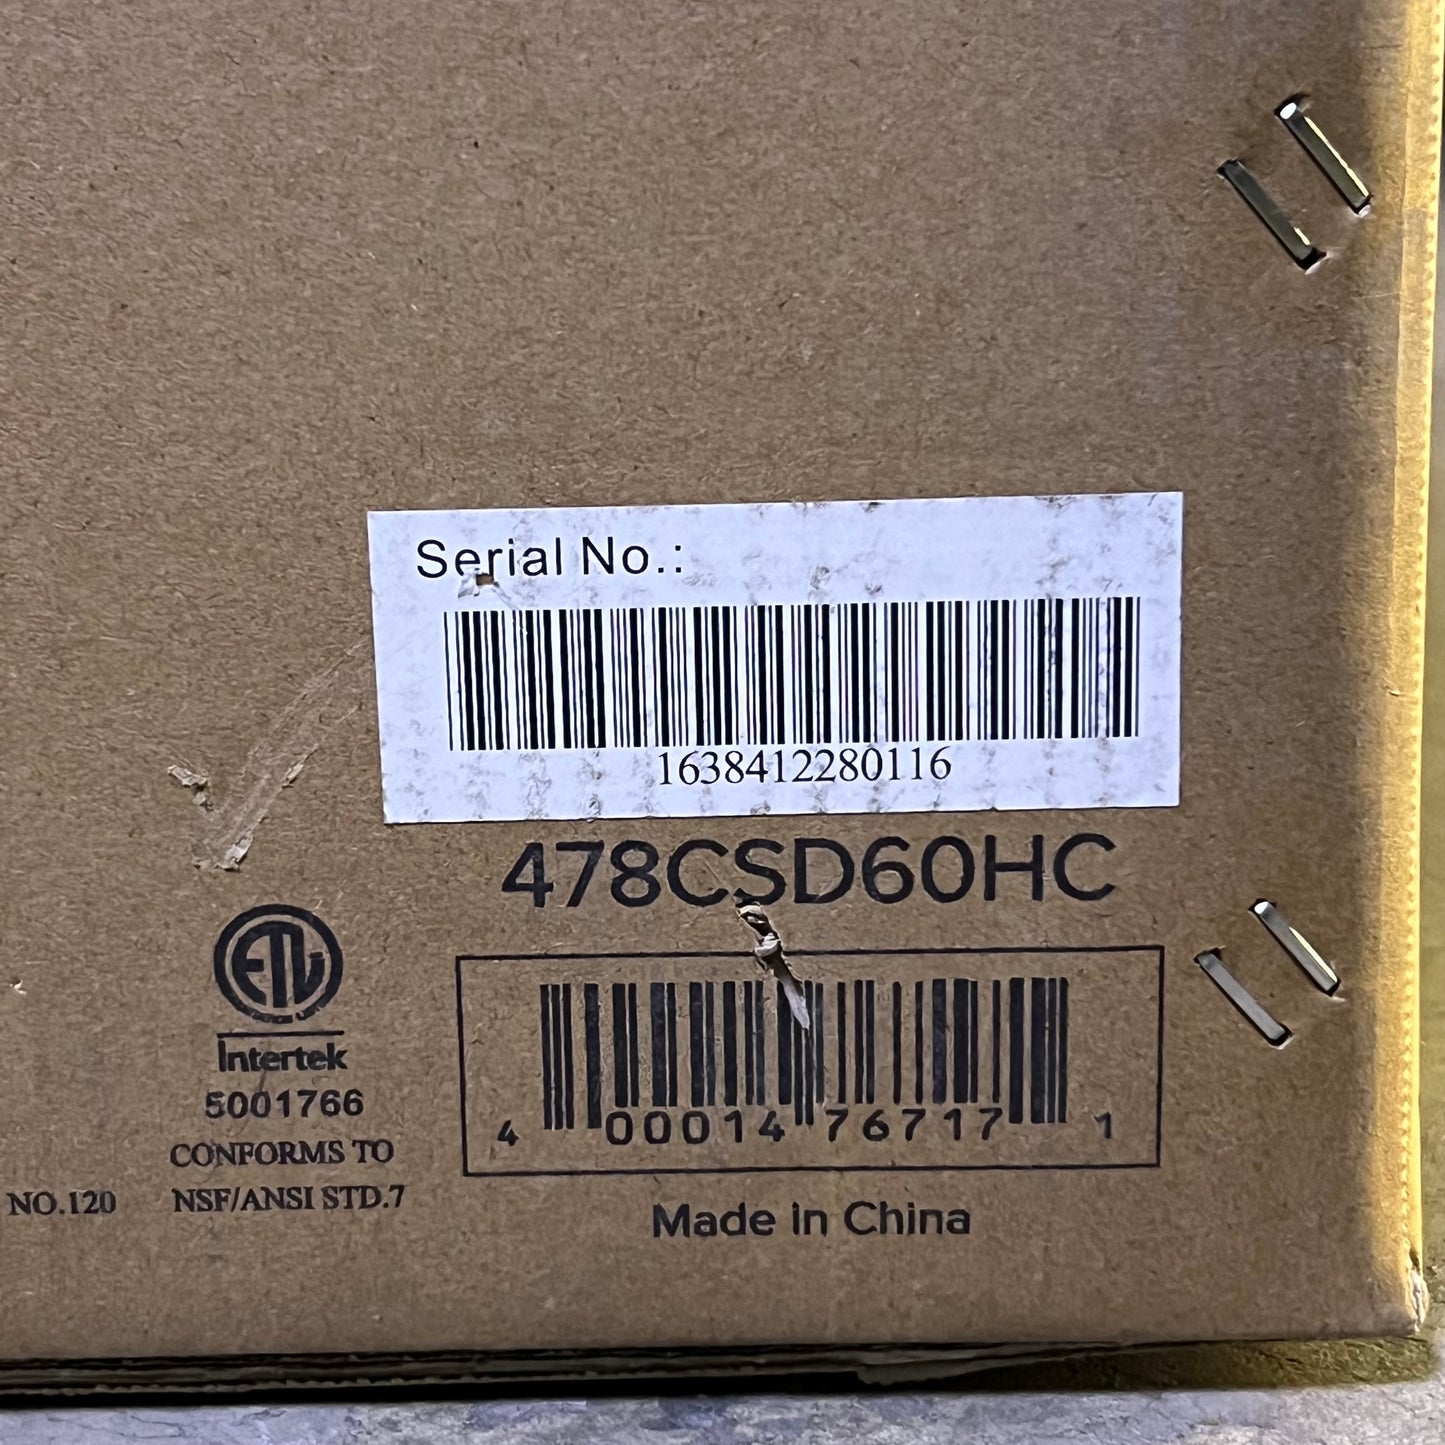 Serial No.:
1638412280116
478CSD60HC
ETL
Intertek
5001766
CONFORMS TO
NO.120 NSF/ANSI STD.7
4 00014 76717 1
Made in China